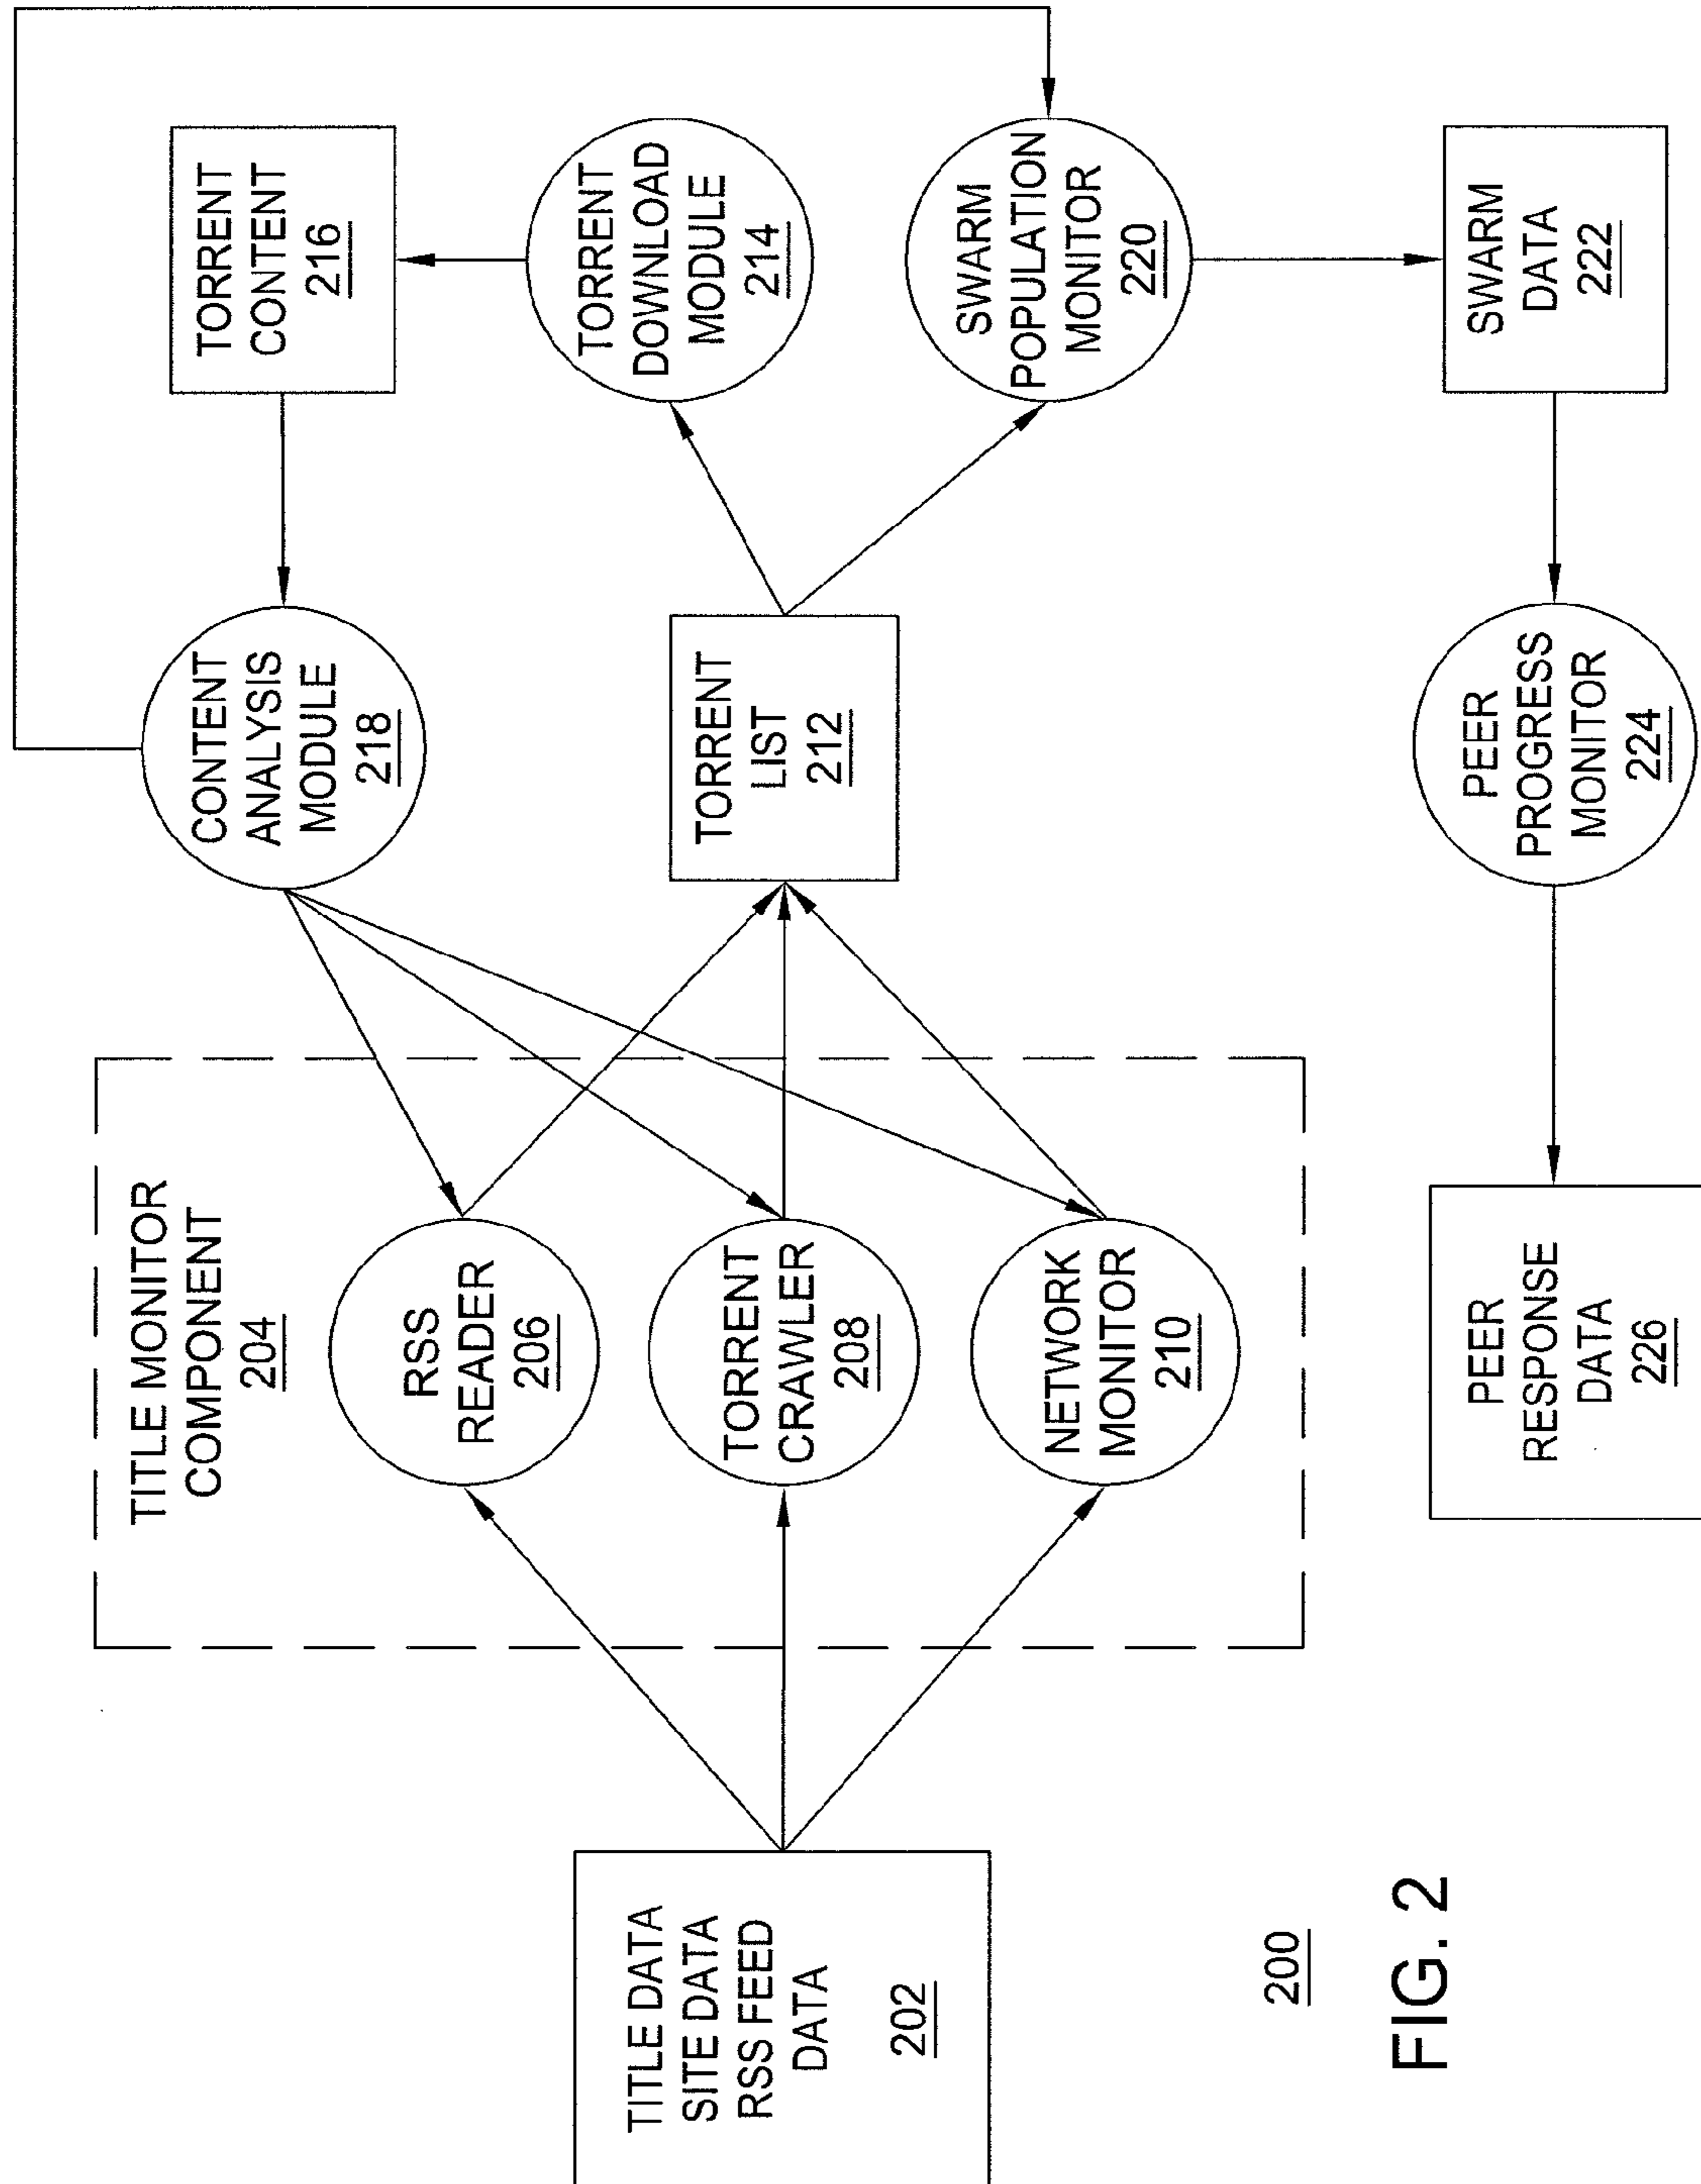 TITLE DATA
SITE DATA
RSS FEED
DATA
202
TITLE MONITOR
COMPONENT
204
RSS
READER
206
TORRENT
CRAWLER
208
NETWORK
MONITOR
210
CONTENT
ANALYSIS
MODULE
218
TORRENT
LIST
212
TORRENT
CONTENT
216
TORRENT
DOWNLOAD
MODULE
214
SWARM
POPULATION
MONITOR
220
SWARM
DATA
222
PEER
PROGRESS
MONITOR
224
PEER
RESPONSE
DATA
226
200
FIG. 2